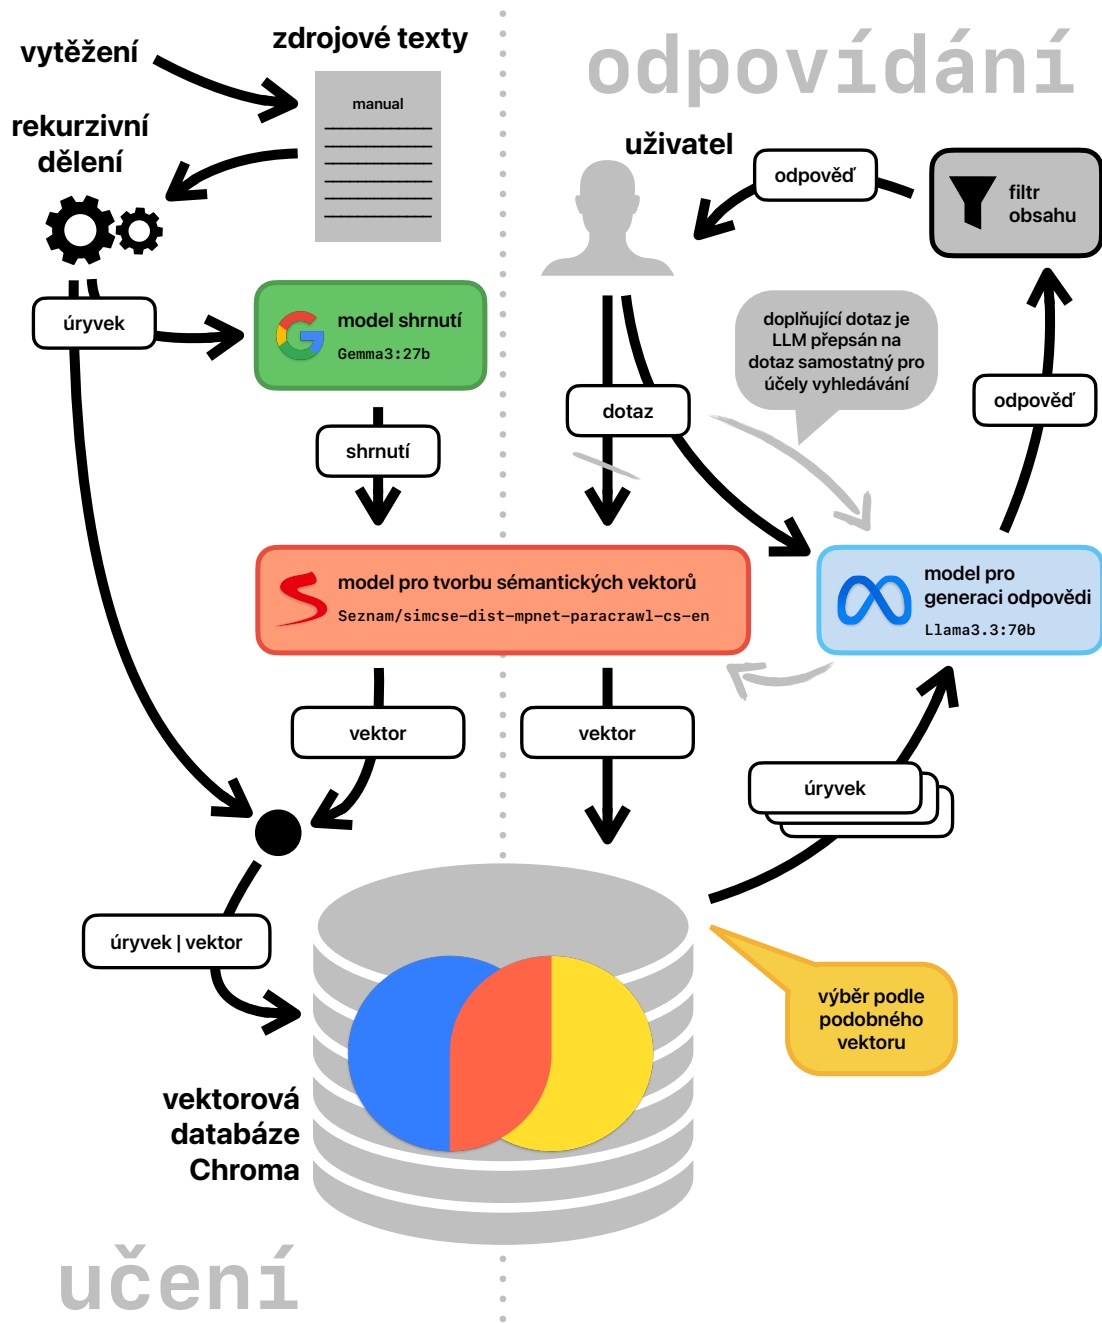 vytěžení
zdrojové texty
manual
rekurzivní
dělení
úryvek
model shrnutí
Gemma3:27b
shrnutí
odpovídání
uživatel
odpověď
filtr
obsahu
doplňující dotaz je
LLM přepsán na
dotaz samostatný pro
účely vyhledávání
dotaz
odpověď
model pro tvorbu sémantických vektorů
Seznam/simcse-dist-mpnet-paracrawl-cs-en
model pro
generaci odpovědi
Llama3.3:70b
vektor
vektor
úryvek
úryvek | vektor
výběr podle
podobného
vektoru
vektorová
databáze
Chroma
učení